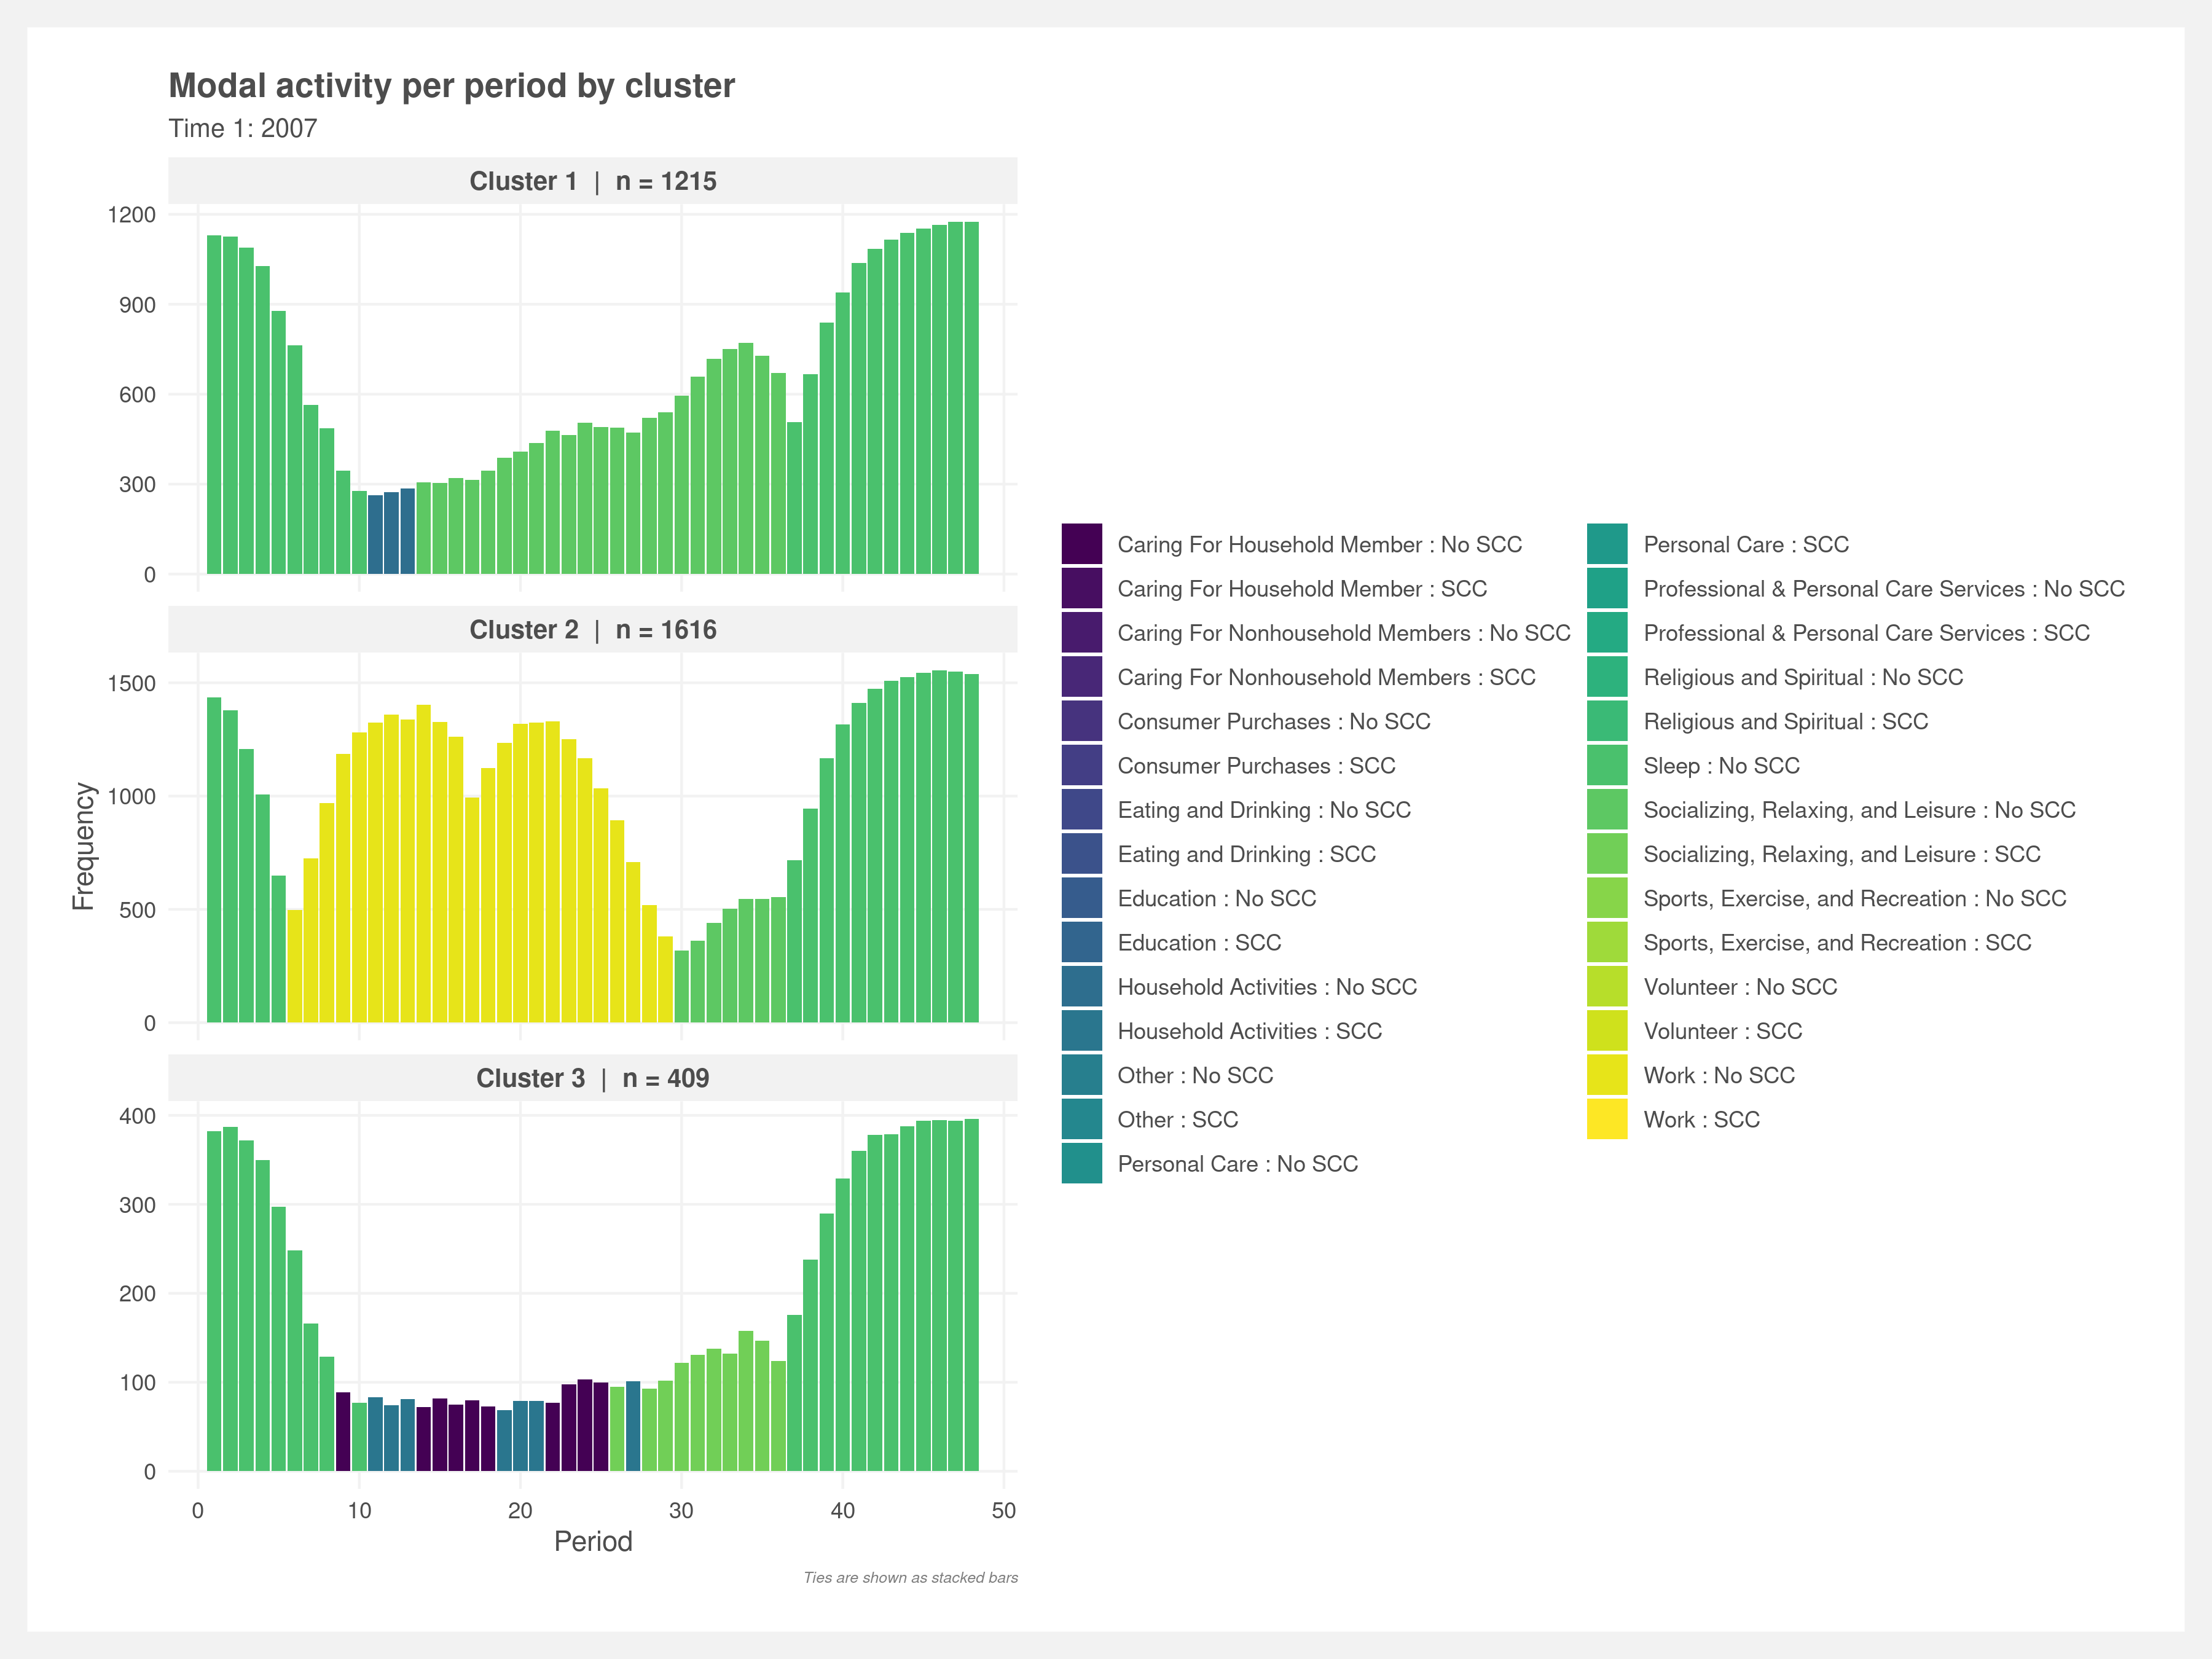 Modal activity per period by cluster
Time 1: 2007
Cluster 1 | n = 1215
1200
900
600
300
0
Cluster 2 | n = 1616
1500
1000
500
0
Cluster 3 | n = 409
400
300
200
100
0
0 10 20 30 40 50
Period
Frequency
Ties are shown as stacked bars
Caring For Household Member : No SCC
Caring For Household Member : SCC
Caring For Nonhousehold Members : No SCC
Caring For Nonhousehold Members : SCC
Consumer Purchases : No SCC
Consumer Purchases : SCC
Eating and Drinking : No SCC
Eating and Drinking : SCC
Education : No SCC
Education : SCC
Household Activities : No SCC
Household Activities : SCC
Other : No SCC
Other : SCC
Personal Care : No SCC
Personal Care : SCC
Professional & Personal Care Services : No SCC
Professional & Personal Care Services : SCC
Religious and Spiritual : No SCC
Religious and Spiritual : SCC
Sleep : No SCC
Socializing, Relaxing, and Leisure : No SCC
Socializing, Relaxing, and Leisure : SCC
Sports, Exercise, and Recreation : No SCC
Sports, Exercise, and Recreation : SCC
Volunteer : No SCC
Volunteer : SCC
Work : No SCC
Work : SCC